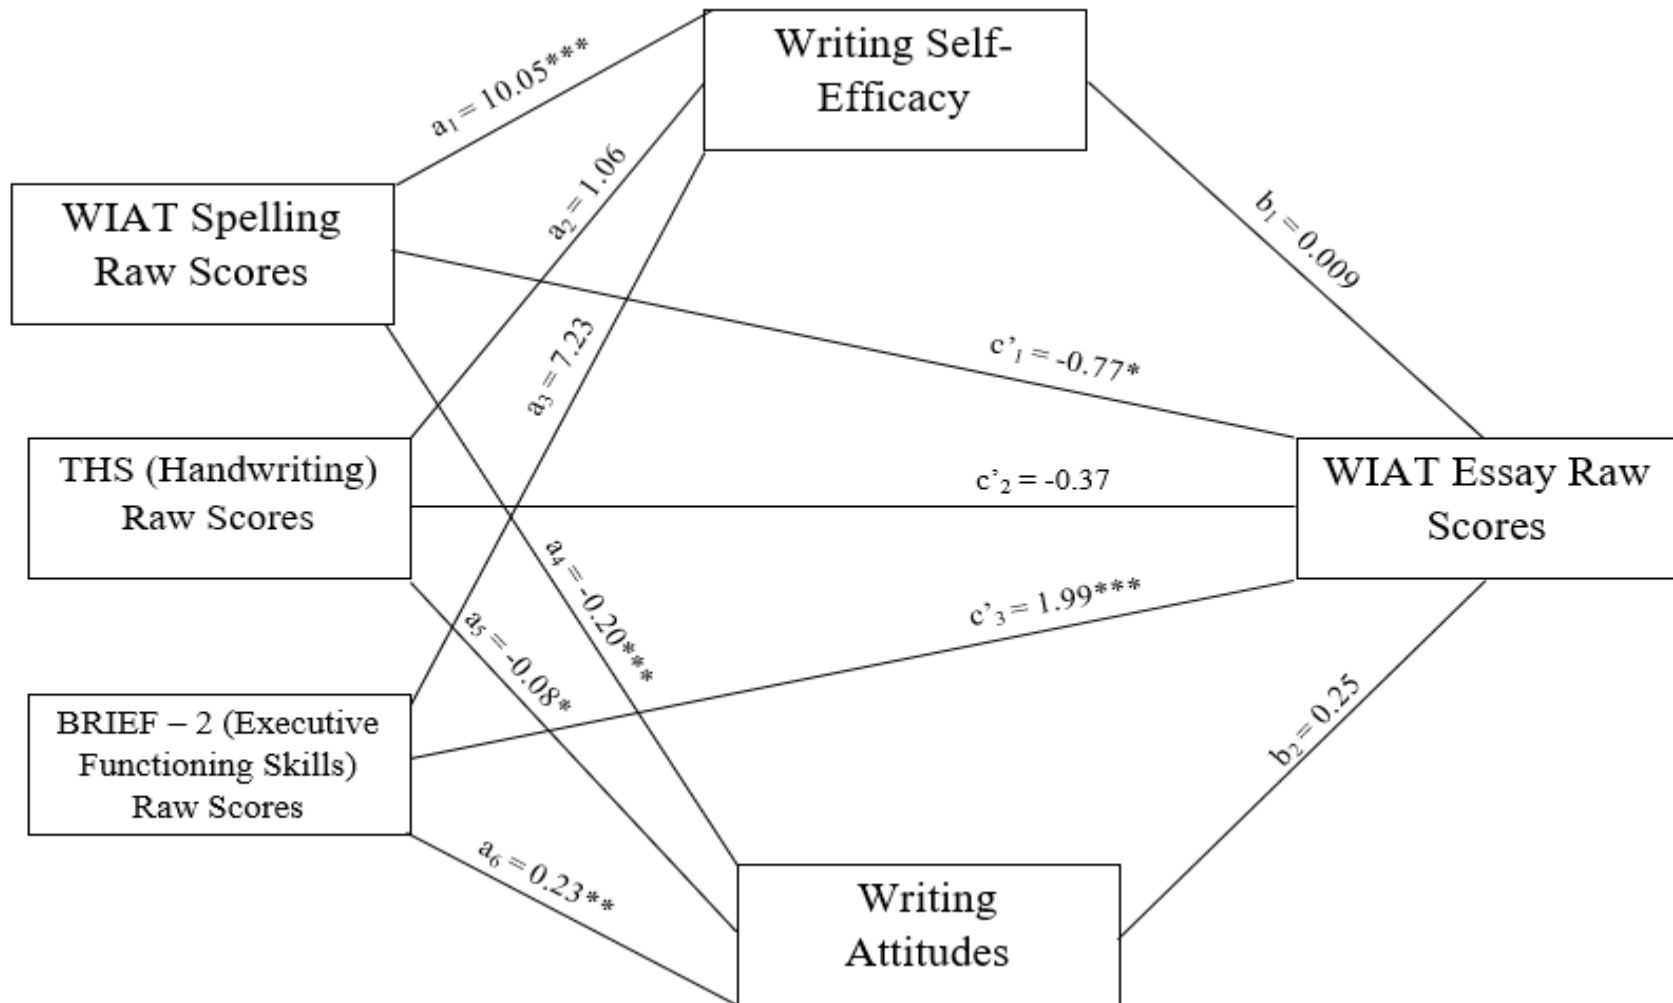 Writing Self-
Efficacy
a₁ = 10.05***
a₂ = 1.06
WIAT Spelling
Raw Scores
b₁ = 0.009
a₃ = 7.23
c’₁ = -0.77*
THS (Handwriting)
Raw Scores
c’₂ = -0.37
WIAT Essay Raw
Scores
a₄ = -0.20***
a₅ = -0.08*
c’₃ = 1.99***
BRIEF – 2 (Executive
Functioning Skills)
Raw Scores
b₂ = 0.25
a₆ = 0.23**
Writing
Attitudes